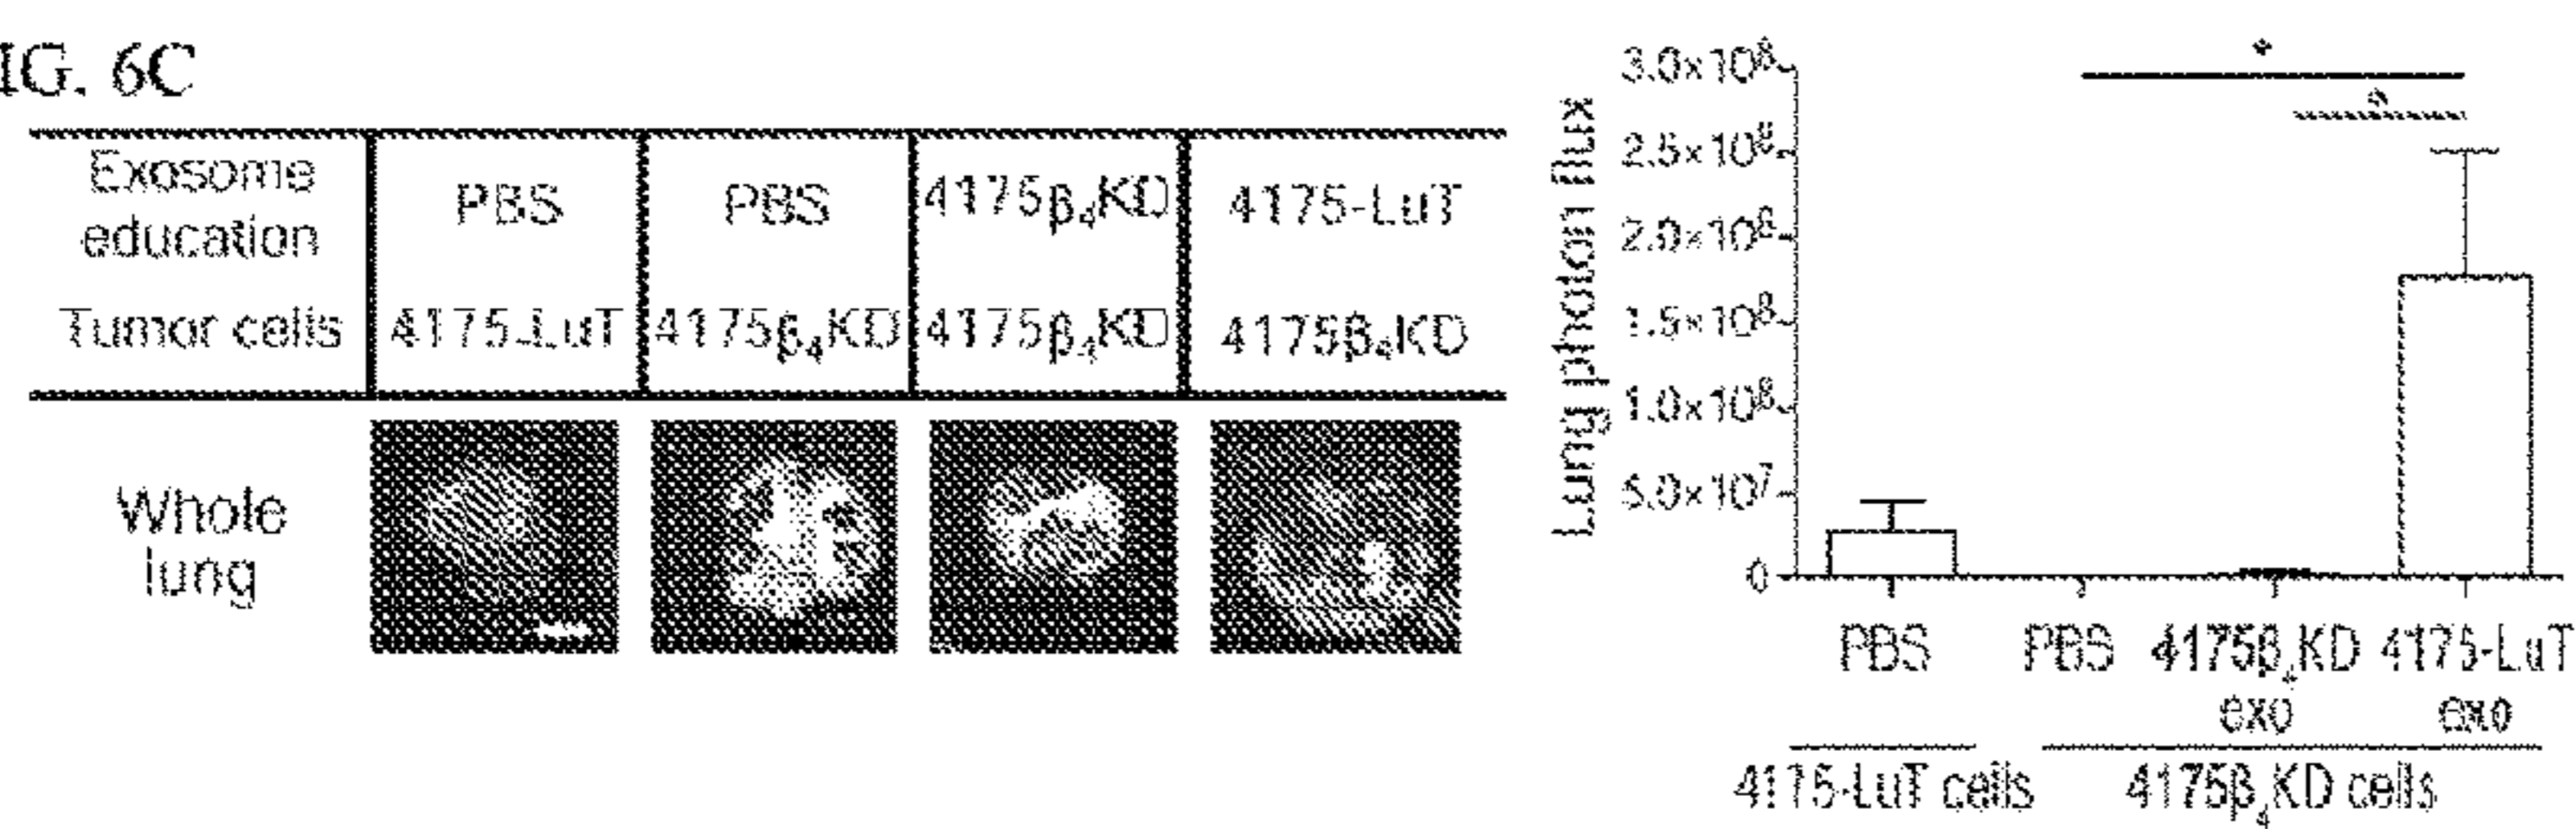 IG. 6C
Exosome education
PBS
PBS
4175β₄KD
4175-LuT
Tumor cells
4175-LuT
4175β₄KD
4175β₄KD
4175β₄KD
Whole lung
Lung photon flux
3.0×10⁸
2.5×10⁸
2.0×10⁸
1.5×10⁸
1.0×10⁸
5.0×10⁷
0
*
*
PBS
PBS
4175β₄KD exo
4175-LuT exo
4175-LuT cells
4175β₄KD cells